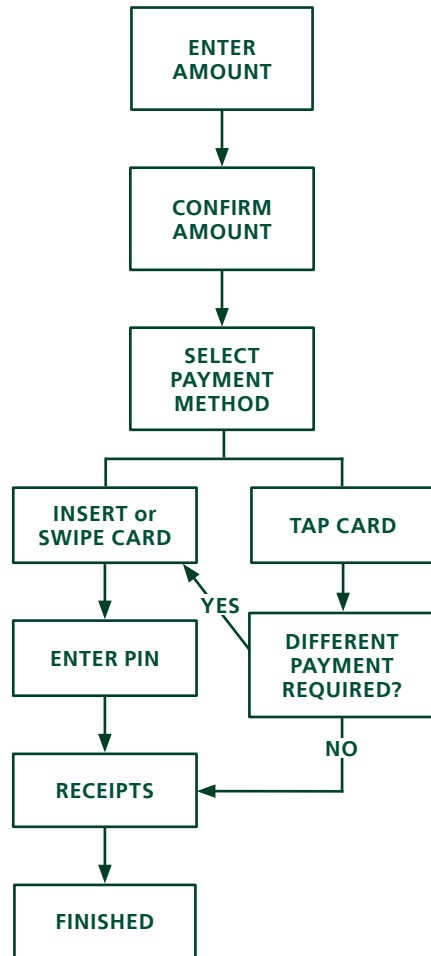 ENTER
AMOUNT
CONFIRM
AMOUNT
SELECT
PAYMENT
METHOD
INSERT or
SWIPE CARD
TAP CARD
YES
ENTER PIN
DIFFERENT
PAYMENT
REQUIRED?
NO
RECEIPTS
FINISHED